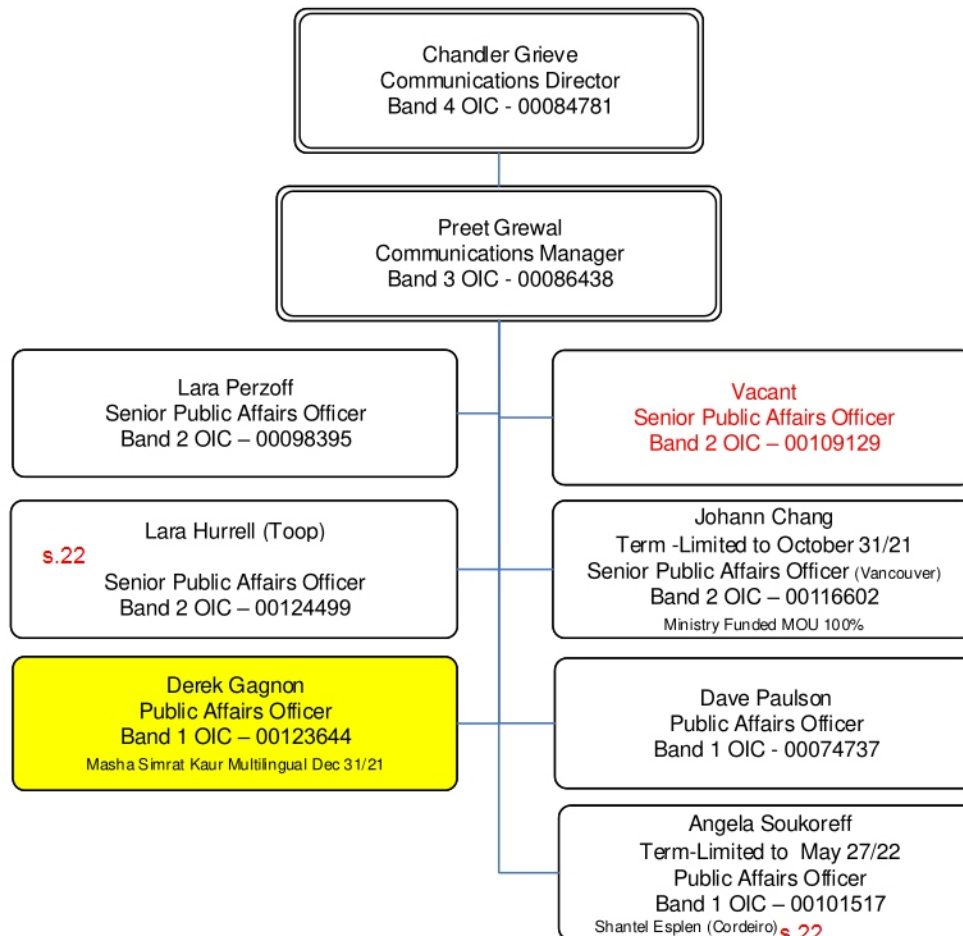 Chandler Grieve
Communications Director
Band 4 OIC - 00084781
Preet Grewal
Communications Manager
Band 3 OIC - 00086438
Lara Perzoff
Senior Public Affairs Officer
Band 2 OIC – 00098395
Vacant
Senior Public Affairs Officer
Band 2 OIC – 00109129
Lara Hurrell (Toop)
s.22
Senior Public Affairs Officer
Band 2 OIC – 00124499
Johann Chang
Term -Limited to October 31/21
Senior Public Affairs Officer (Vancouver)
Band 2 OIC – 00116602
Ministry Funded MOU 100%
Derek Gagnon
Public Affairs Officer
Band 1 OIC – 00123644
Masha Simrat Kaur Multilingual Dec 31/21
Dave Paulson
Public Affairs Officer
Band 1 OIC - 00074737
Angela Soukoreff
Term-Limited to May 27/22
Public Affairs Officer
Band 1 OIC – 00101517
Shantel Esplen (Cordeiro) s.22